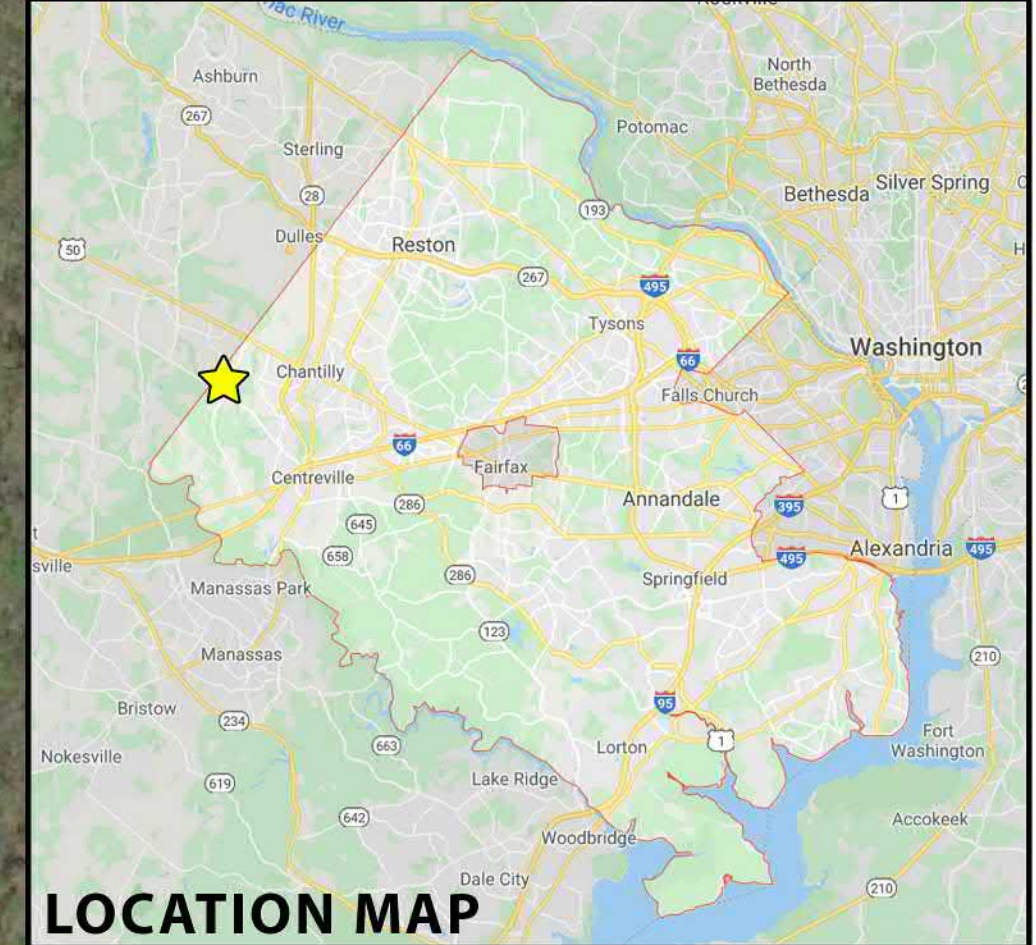 ac River
Ashburn
267
North
Bethesda
Sterling
Potomac
28
Bethesda
Silver Spring
193
50
Dulles
Reston
267
495
Tysons
Washington
66
Chantilly
Falls Church
66
Fairfax
Centreville
Annandale
286
395
1
645
Alexandria
495
495
658
sville
286
Springfield
Manassas Park
123
Manassas
210
95
Bristow
234
Fort
Washington
1
Lorton
663
Nokesville
Lake Ridge
619
642
Accokeek
Woodbridge
Dale City
210
LOCATION MAP